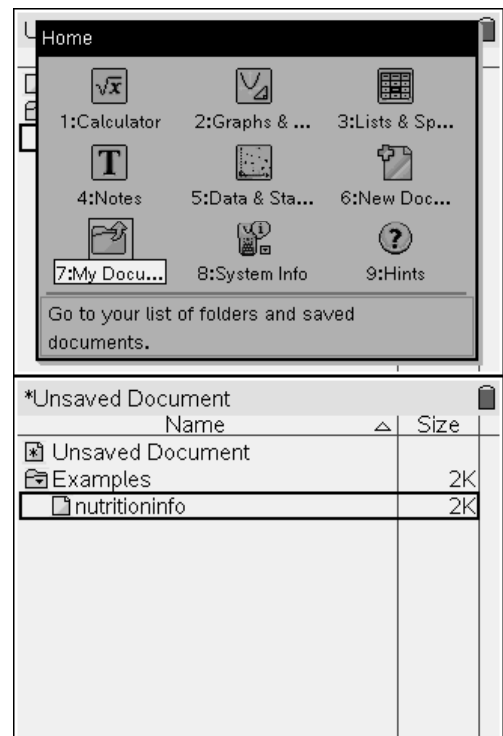 Home
1:Calculator 2:Graphs & ... 3:Lists & Sp...
4:Notes 5:Data & Sta... 6:New Doc...
7:My Docu... 8:System Info 9:Hints
Go to your list of folders and saved
documents.
*Unsaved Document
Name Size
Unsaved Document
Examples 2K
nutritioninfo 2K